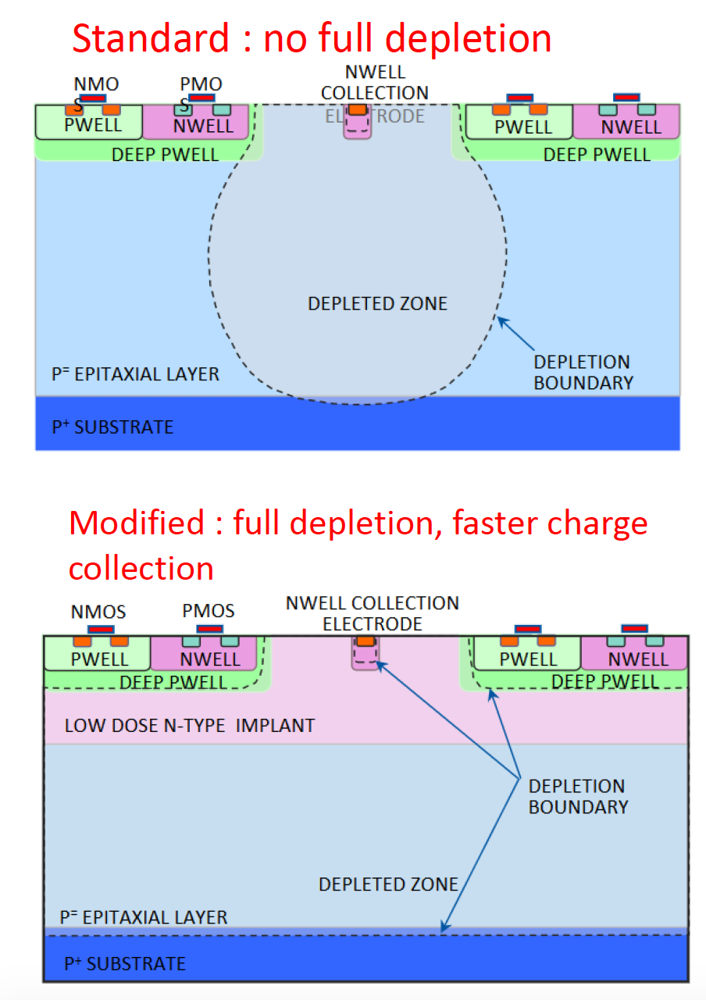 Standard : no full depletion
NWELL
COLLECTION
ELECTRODE
NMOS
PMOS
PWELL
NWELL
PWELL
NWELL
DEEP PWELL
DEEP PWELL
DEPLETED ZONE
DEPLETION
BOUNDARY
P⁼ EPITAXIAL LAYER
P⁺ SUBSTRATE
Modified : full depletion, faster charge
collection
NMOS
PMOS
NWELL COLLECTION
ELECTRODE
PWELL
NWELL
PWELL
NWELL
DEEP PWELL
DEEP PWELL
LOW DOSE N-TYPE IMPLANT
DEPLETION
BOUNDARY
DEPLETED ZONE
P⁼ EPITAXIAL LAYER
P⁺ SUBSTRATE